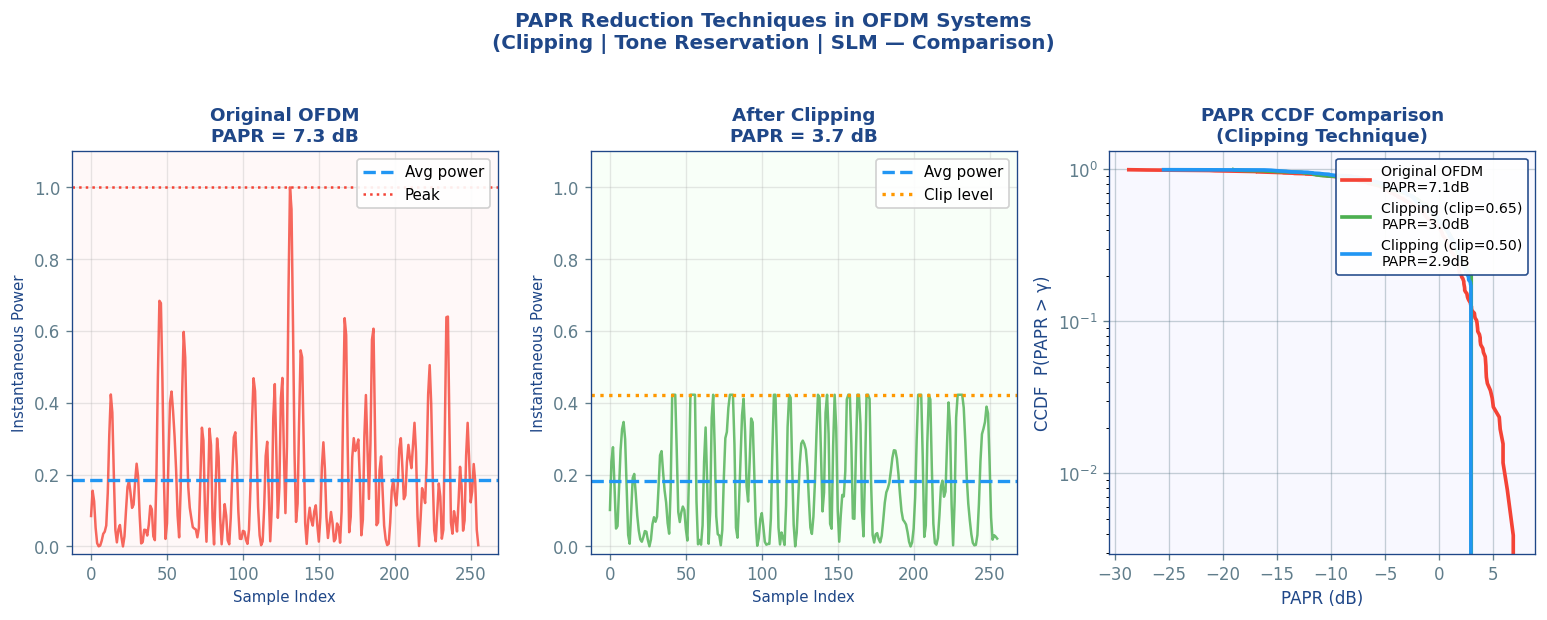 PAPR Reduction Techniques in OFDM Systems
(Clipping | Tone Reservation | SLM — Comparison)
Original OFDM
PAPR = 7.3 dB
Instantaneous Power
1.0
0.8
0.6
0.4
0.2
0.0
Avg power
Peak
0 50 100 150 200 250
Sample Index
After Clipping
PAPR = 3.7 dB
Instantaneous Power
1.0
0.8
0.6
0.4
0.2
0.0
Avg power
Clip level
0 50 100 150 200 250
Sample Index
PAPR CCDF Comparison
(Clipping Technique)
CCDF P(PAPR > γ)
10⁰
10⁻¹
10⁻²
Original OFDM
PAPR=7.1dB
Clipping (clip=0.65)
PAPR=3.0dB
Clipping (clip=0.50)
PAPR=2.9dB
−30 −25 −20 −15 −10 −5 0 5
PAPR (dB)